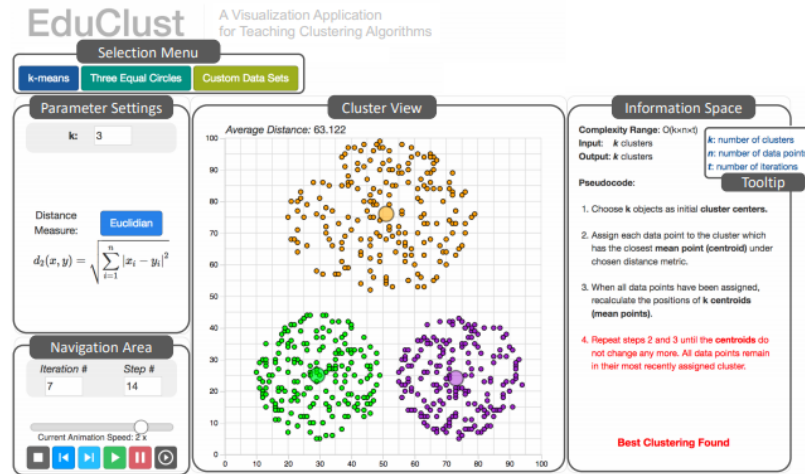 EduClust
A Visualization Application
for Teaching Clustering Algorithms
Selection Menu
k-means
Three Equal Circles
Custom Data Sets
Parameter Settings
k: 3
Distance
Measure:
Euclidian
d₂(x, y) = √ n ∑ i=1 |xᵢ − yᵢ|²
Navigation Area
Iteration #
Step #
7
14
Current Animation Speed: 2 x
Cluster View
Average Distance: 63.122
100
90
80
70
60
50
40
30
20
10
0
0 10 20 30 40 50 60 70 80 90 100
Information Space
Complexity Range: O(k×n×t)
Input: k clusters
Output: k clusters
k: number of clusters
n: number of data points
t: number of iterations
Tooltip
Pseudocode:
1. Choose k objects as initial cluster centers.
2. Assign each data point to the cluster which
has the closest mean point (centroid) under
chosen distance metric.
3. When all data points have been assigned,
recalculate the positions of k centroids
(mean points).
4. Repeat steps 2 and 3 until the centroids do
not change any more. All data points remain
in their most recently assigned cluster.
Best Clustering Found